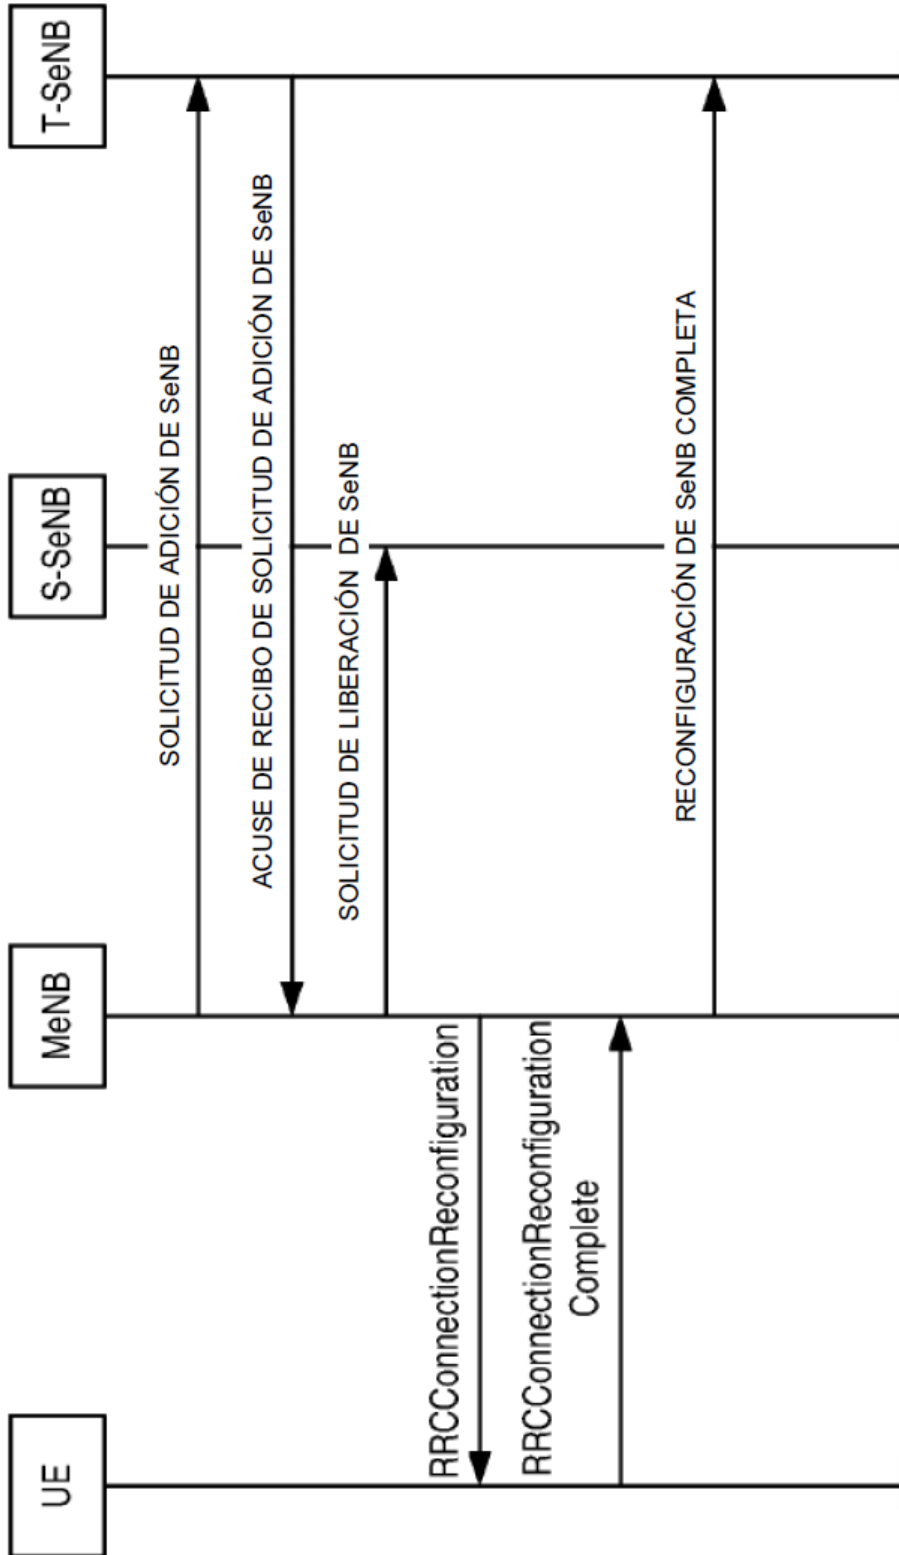 UE
MeNB
S-SeNB
T-SeNB
SOLICITUD DE ADICIÓN DE SeNB
ACUSE DE RECIBO DE SOLICITUD DE ADICIÓN DE SeNB
SOLICITUD DE LIBERACIÓN DE SeNB
RRCConnectionReconfiguration
RRCConnectionReconfiguration
Complete
RECONFIGURACIÓN DE SeNB COMPLETA